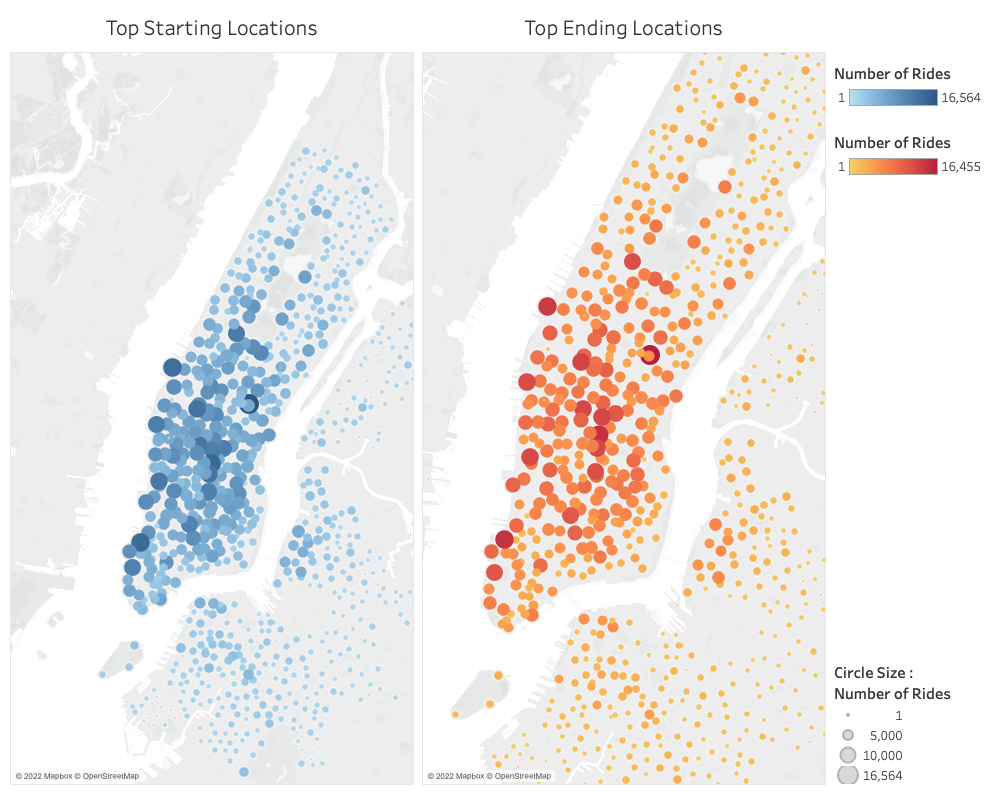 Top Starting Locations
Top Ending Locations
Number of Rides
1 16,564
Number of Rides
1 16,455
Circle Size :
Number of Rides
1
5,000
10,000
16,564
© 2022 Mapbox © OpenStreetMap
© 2022 Mapbox © OpenStreetMap